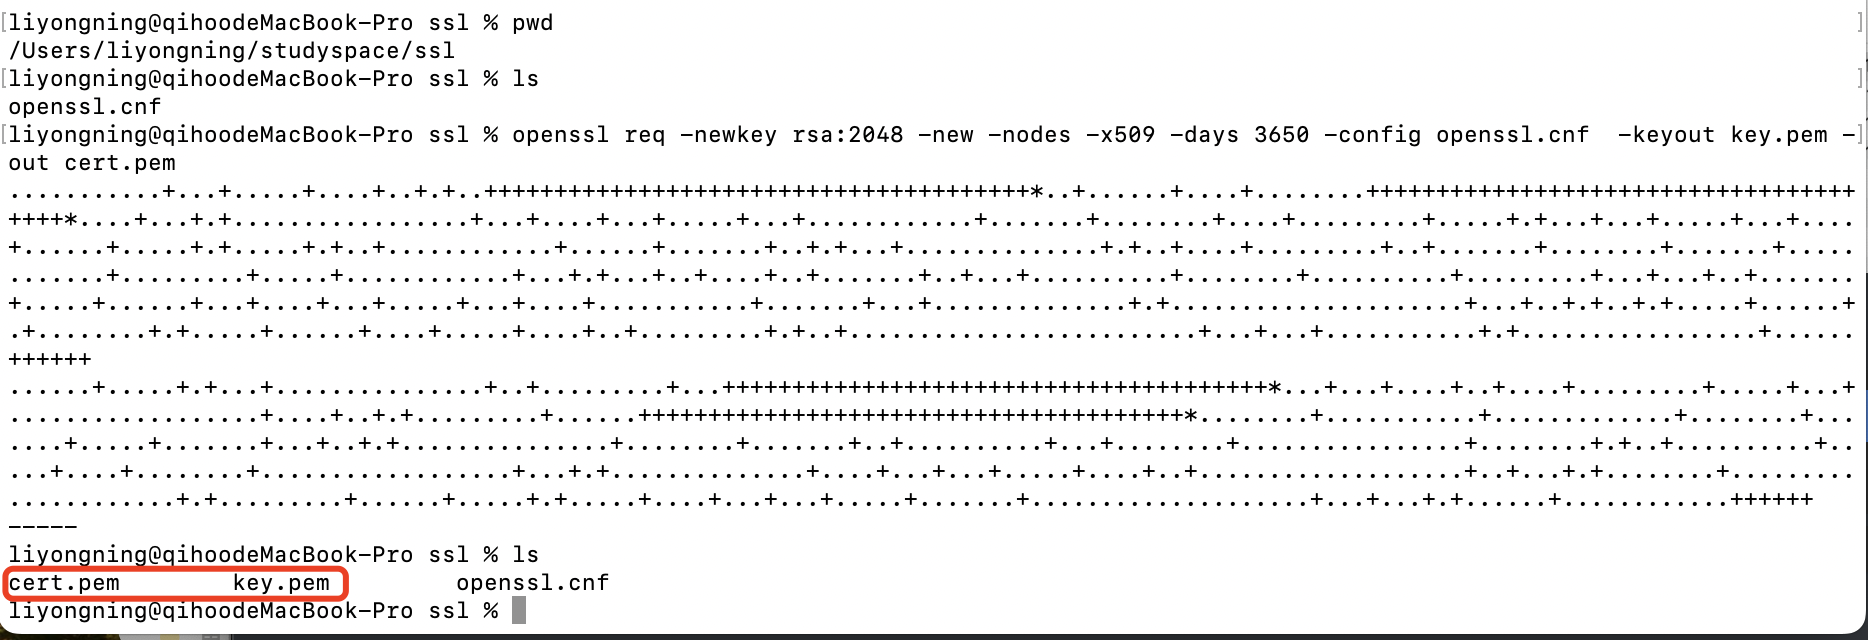 [liyongning@qihoodeMacBook-Pro ssl % pwd ]
/Users/liyongning/studyspace/ssl
[liyongning@qihoodeMacBook-Pro ssl % ls ]
openssl.cnf
[liyongning@qihoodeMacBook-Pro ssl % openssl req -newkey rsa:2048 -new -nodes -x509 -days 3650 -config openssl.cnf  -keyout key.pem -]
out cert.pem
-----
liyongning@qihoodeMacBook-Pro ssl % ls
cert.pem        key.pem         openssl.cnf
liyongning@qihoodeMacBook-Pro ssl %